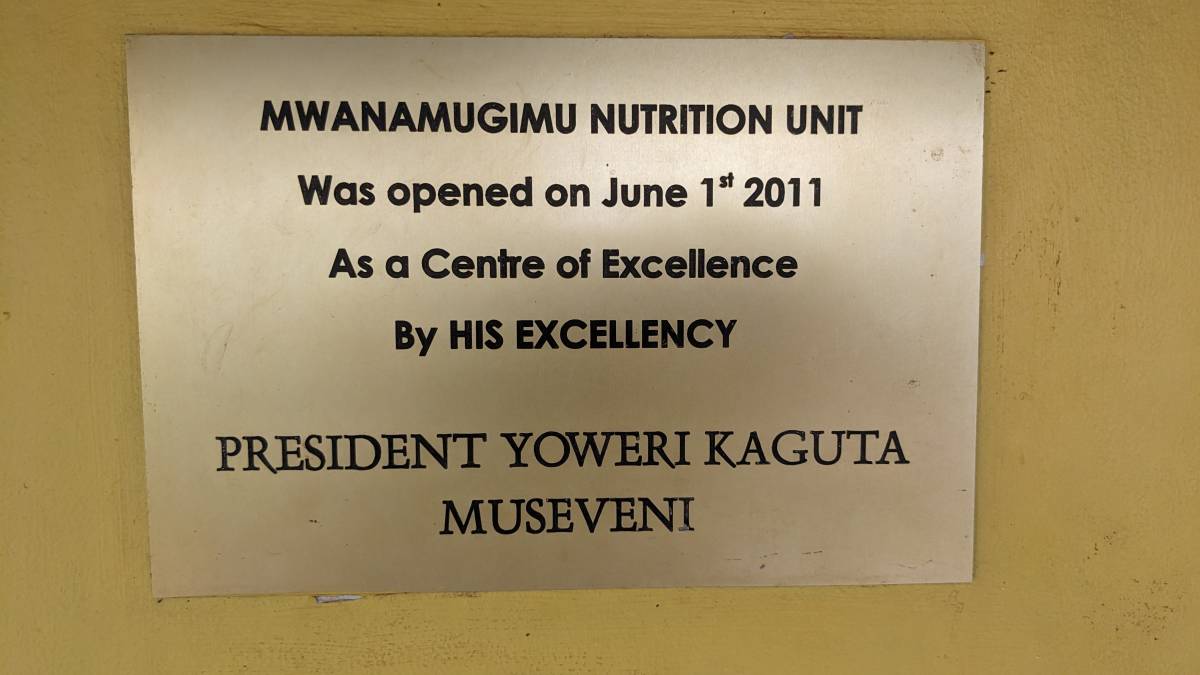 MWANAMUGIMU NUTRITION UNIT
Was opened on June 1st 2011
As a Centre of Excellence
By HIS EXCELLENCY
PRESIDENT YOWERI KAGUTA
MUSEVENI